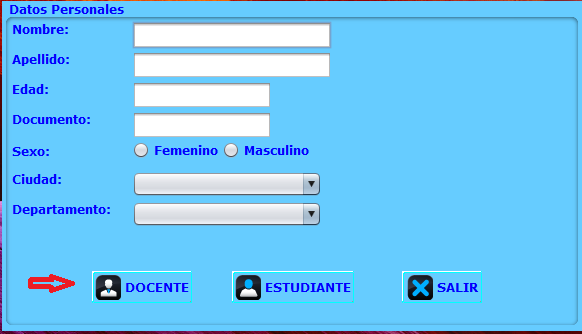 Datos Personales
Nombre:
Apellido:
Edad:
Documento:
Sexo: Femenino Masculino
Ciudad:
Departamento:
DOCENTE ESTUDIANTE SALIR